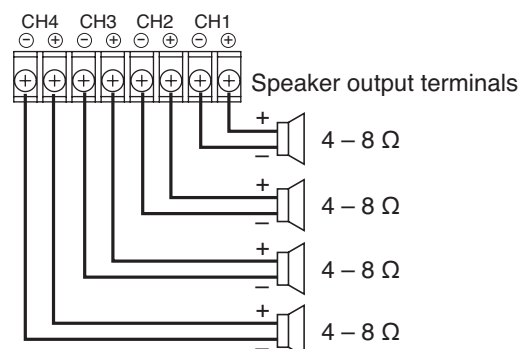 CH4 CH3 CH2 CH1
⊖ ⊕ ⊖ ⊕ ⊖ ⊕ ⊖ ⊕
Speaker output terminals
+
4 – 8 Ω
–
+
4 – 8 Ω
–
+
4 – 8 Ω
–
+
4 – 8 Ω
–